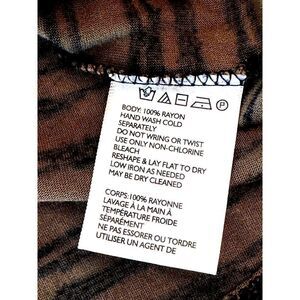 BODY: 100% RAYON
HAND WASH COLD
SEPARATELY
DO NOT WRING OR TWIST
USE ONLY NON-CHLORINE
BLEACH
RESHAPE & LAY FLAT TO DRY
LOW IRON AS NEEDED
MAY BE DRY CLEANED
CORPS:100% RAYONNE
LAVAGE À LA MAIN À
TEMPÉRATURE FROIDE
SÉPARÉMENT
NE PAS ESSORER OU TORDRE
UTILISER UN AGENT DE